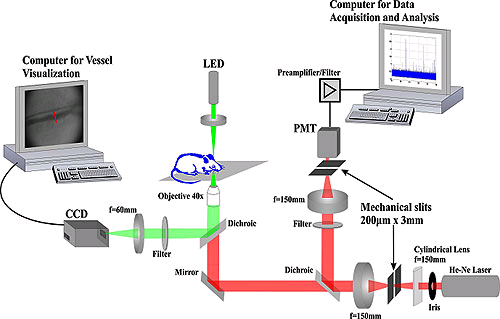 Computer for Data
Acquisition and Analysis
Computer for Vessel
Visualization
LED
Preamplifier/Filter
PMT
Objective 40x
f=150mm
Mechanical slits
200µm x 3mm
CCD
f=60mm
Filter
Dichroic
Filter
Cylindrical Lens
f=150mm
He-Ne Laser
Mirror
Dichroic
f=150mm
Iris